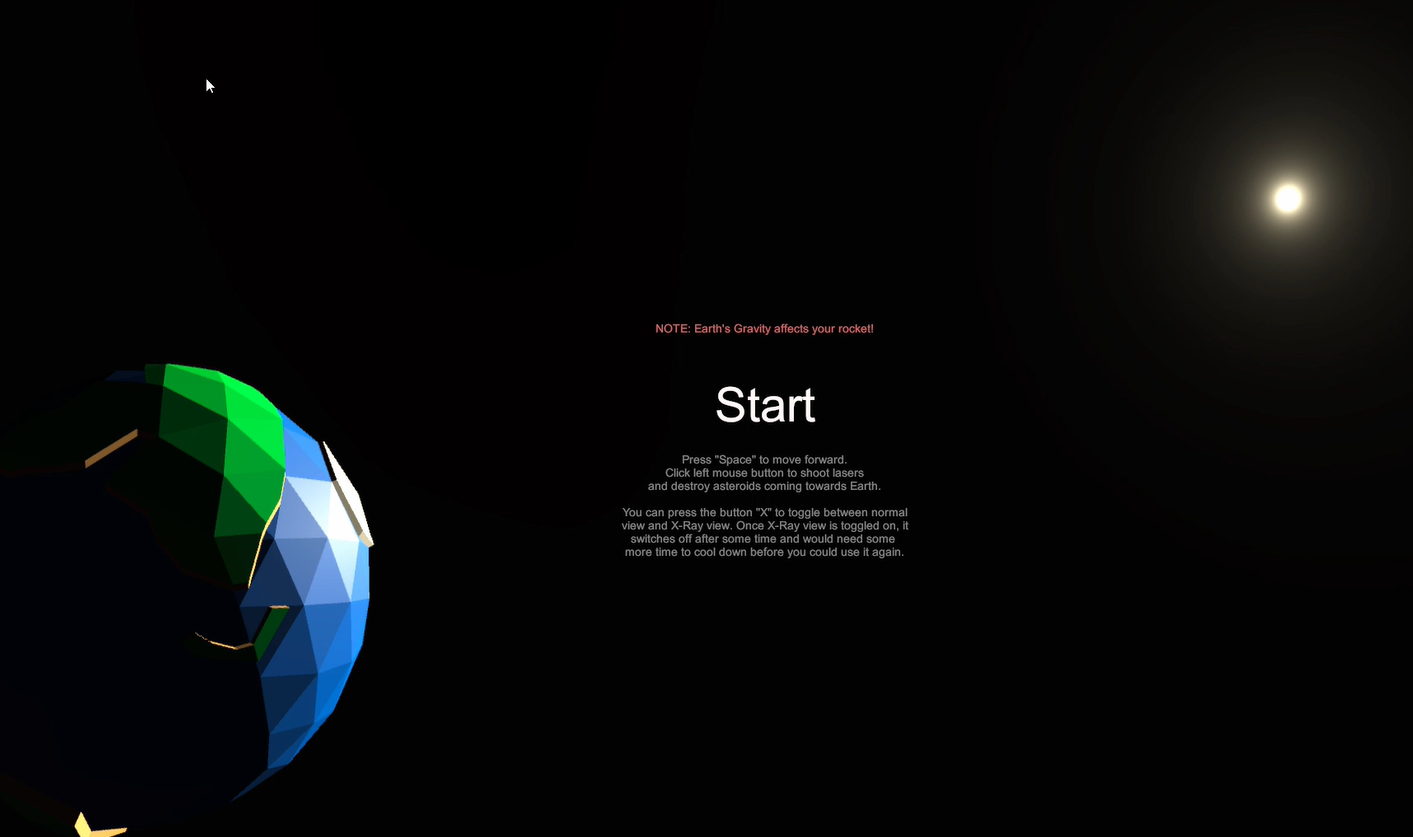 NOTE: Earth's Gravity affects your rocket!
Start
Press "Space" to move forward.
Click left mouse button to shoot lasers
and destroy asteroids coming towards Earth.
You can press the button "X" to toggle between normal
view and X-Ray view. Once X-Ray view is toggled on, it
switches off after some time and would need some
more time to cool down before you could use it again.